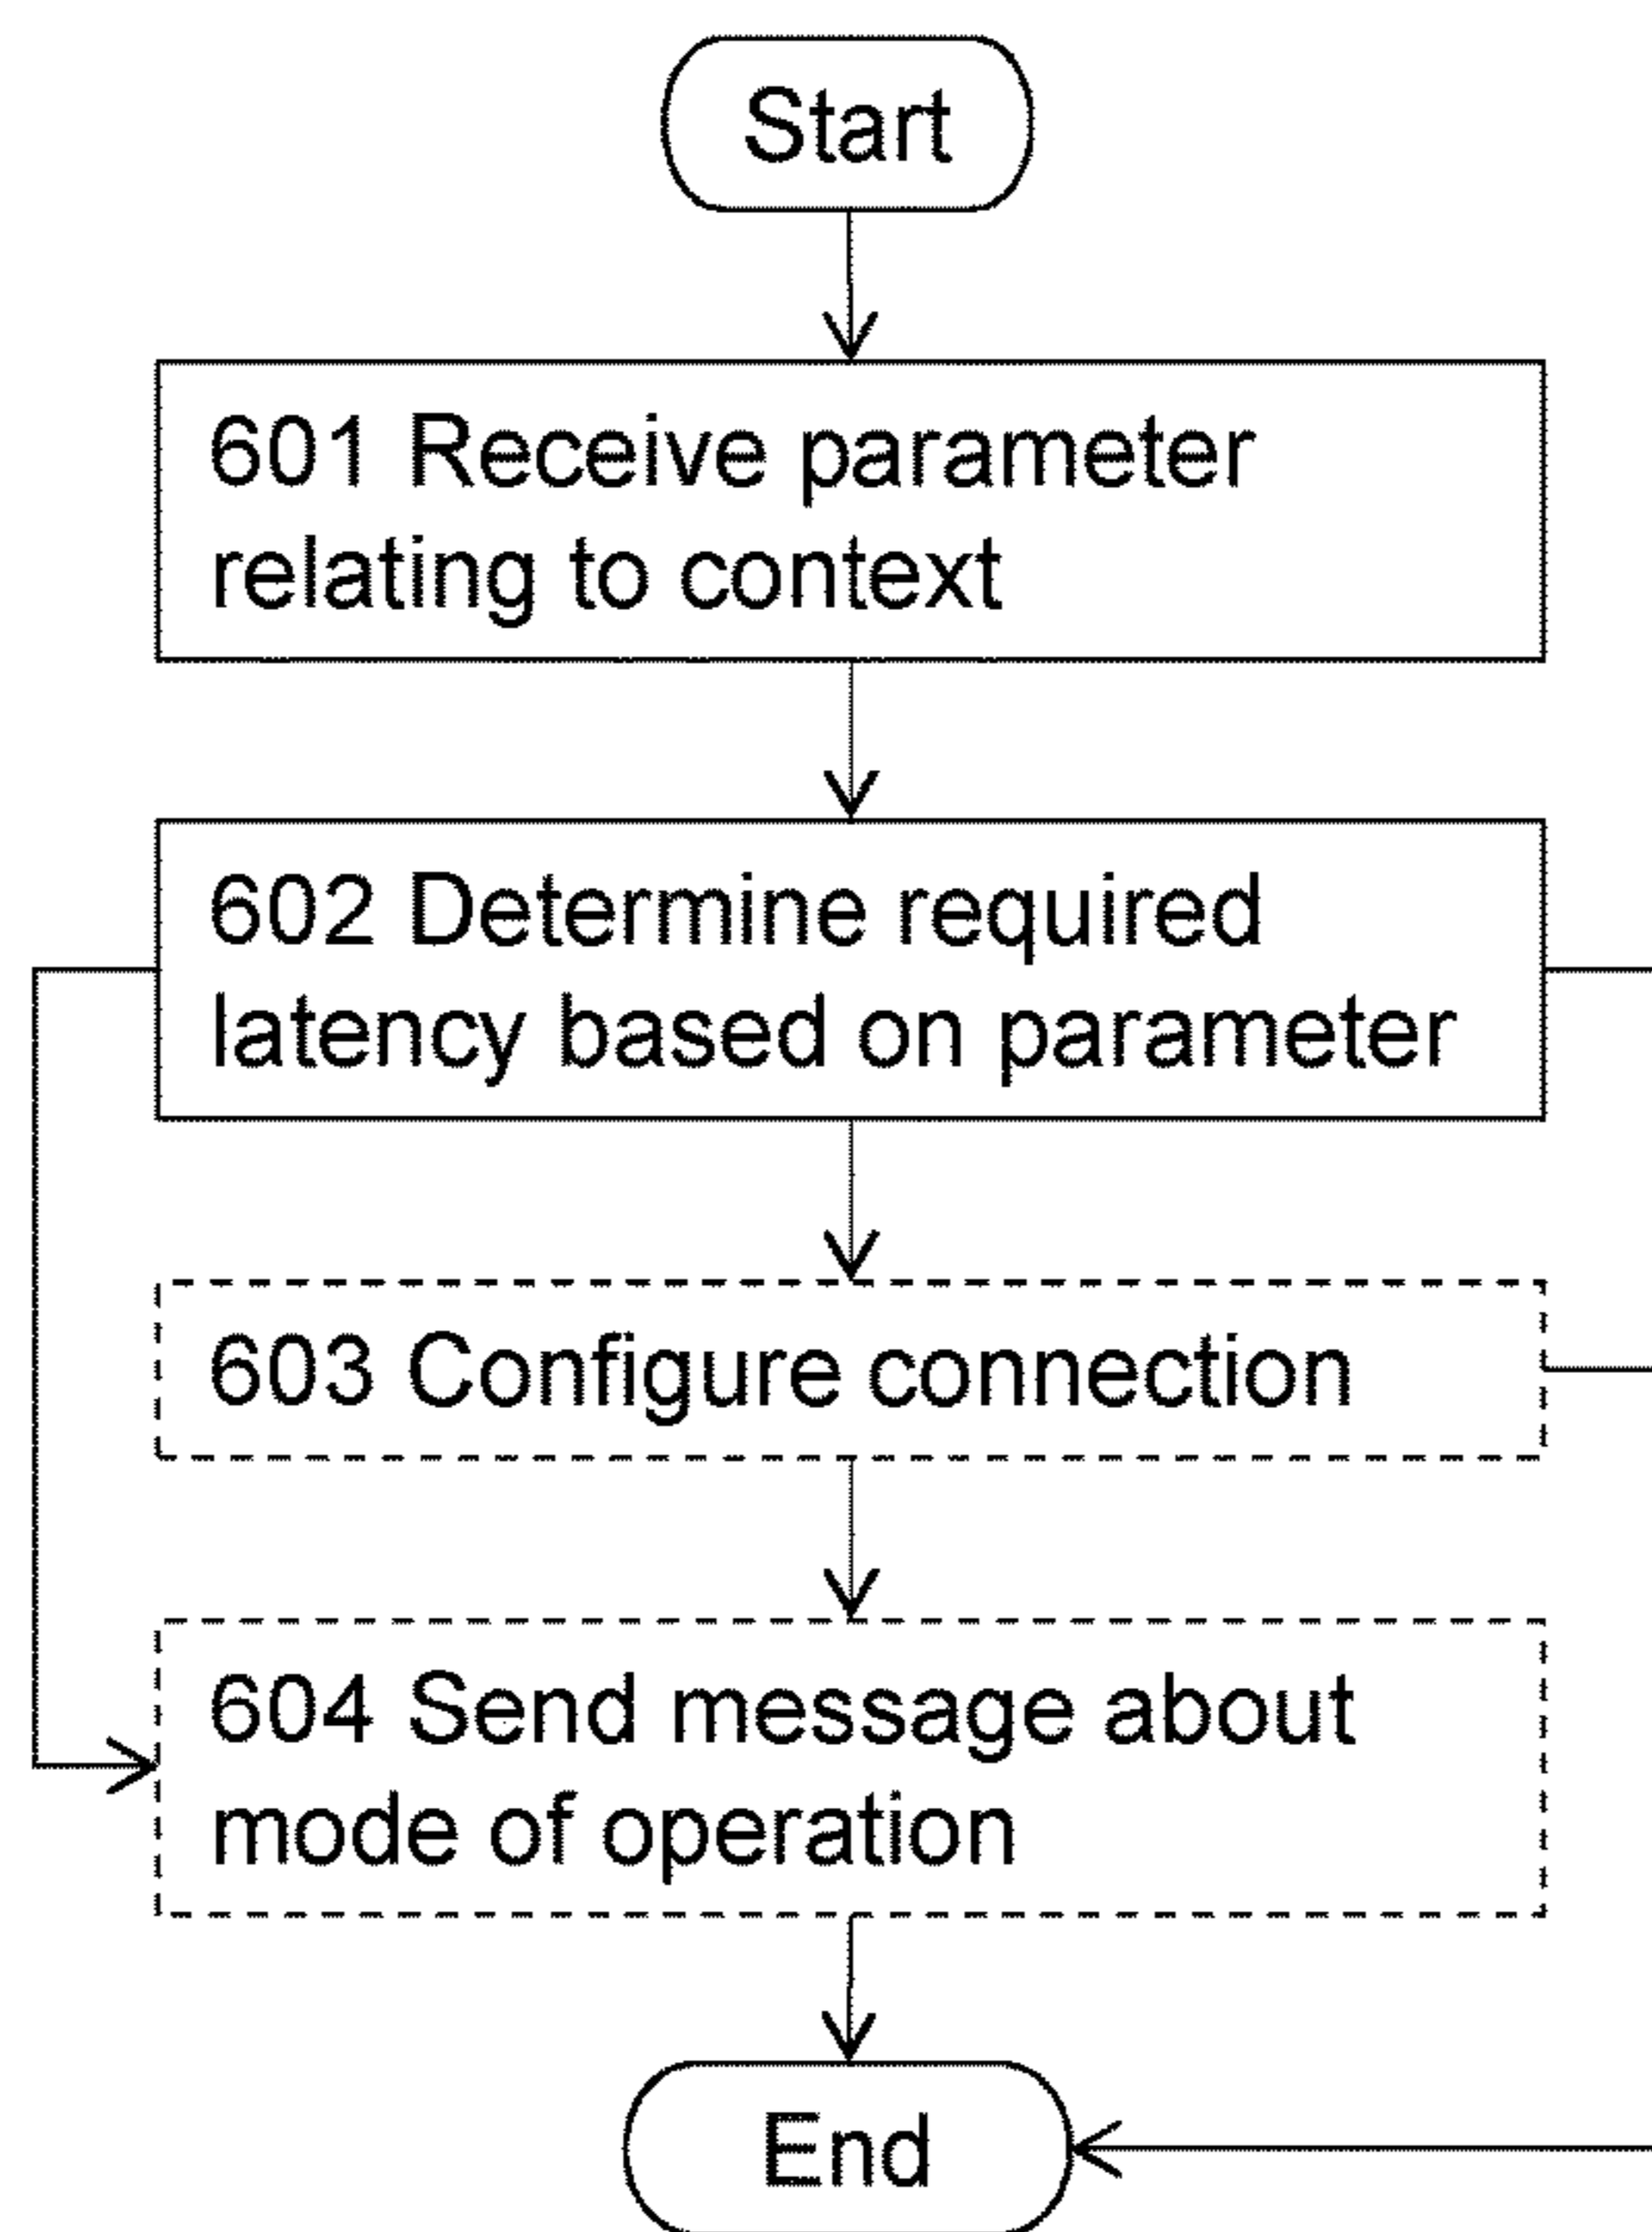 Start
601 Receive parameter
relating to context
602 Determine required
latency based on parameter
603 Configure connection
604 Send message about
mode of operation
End